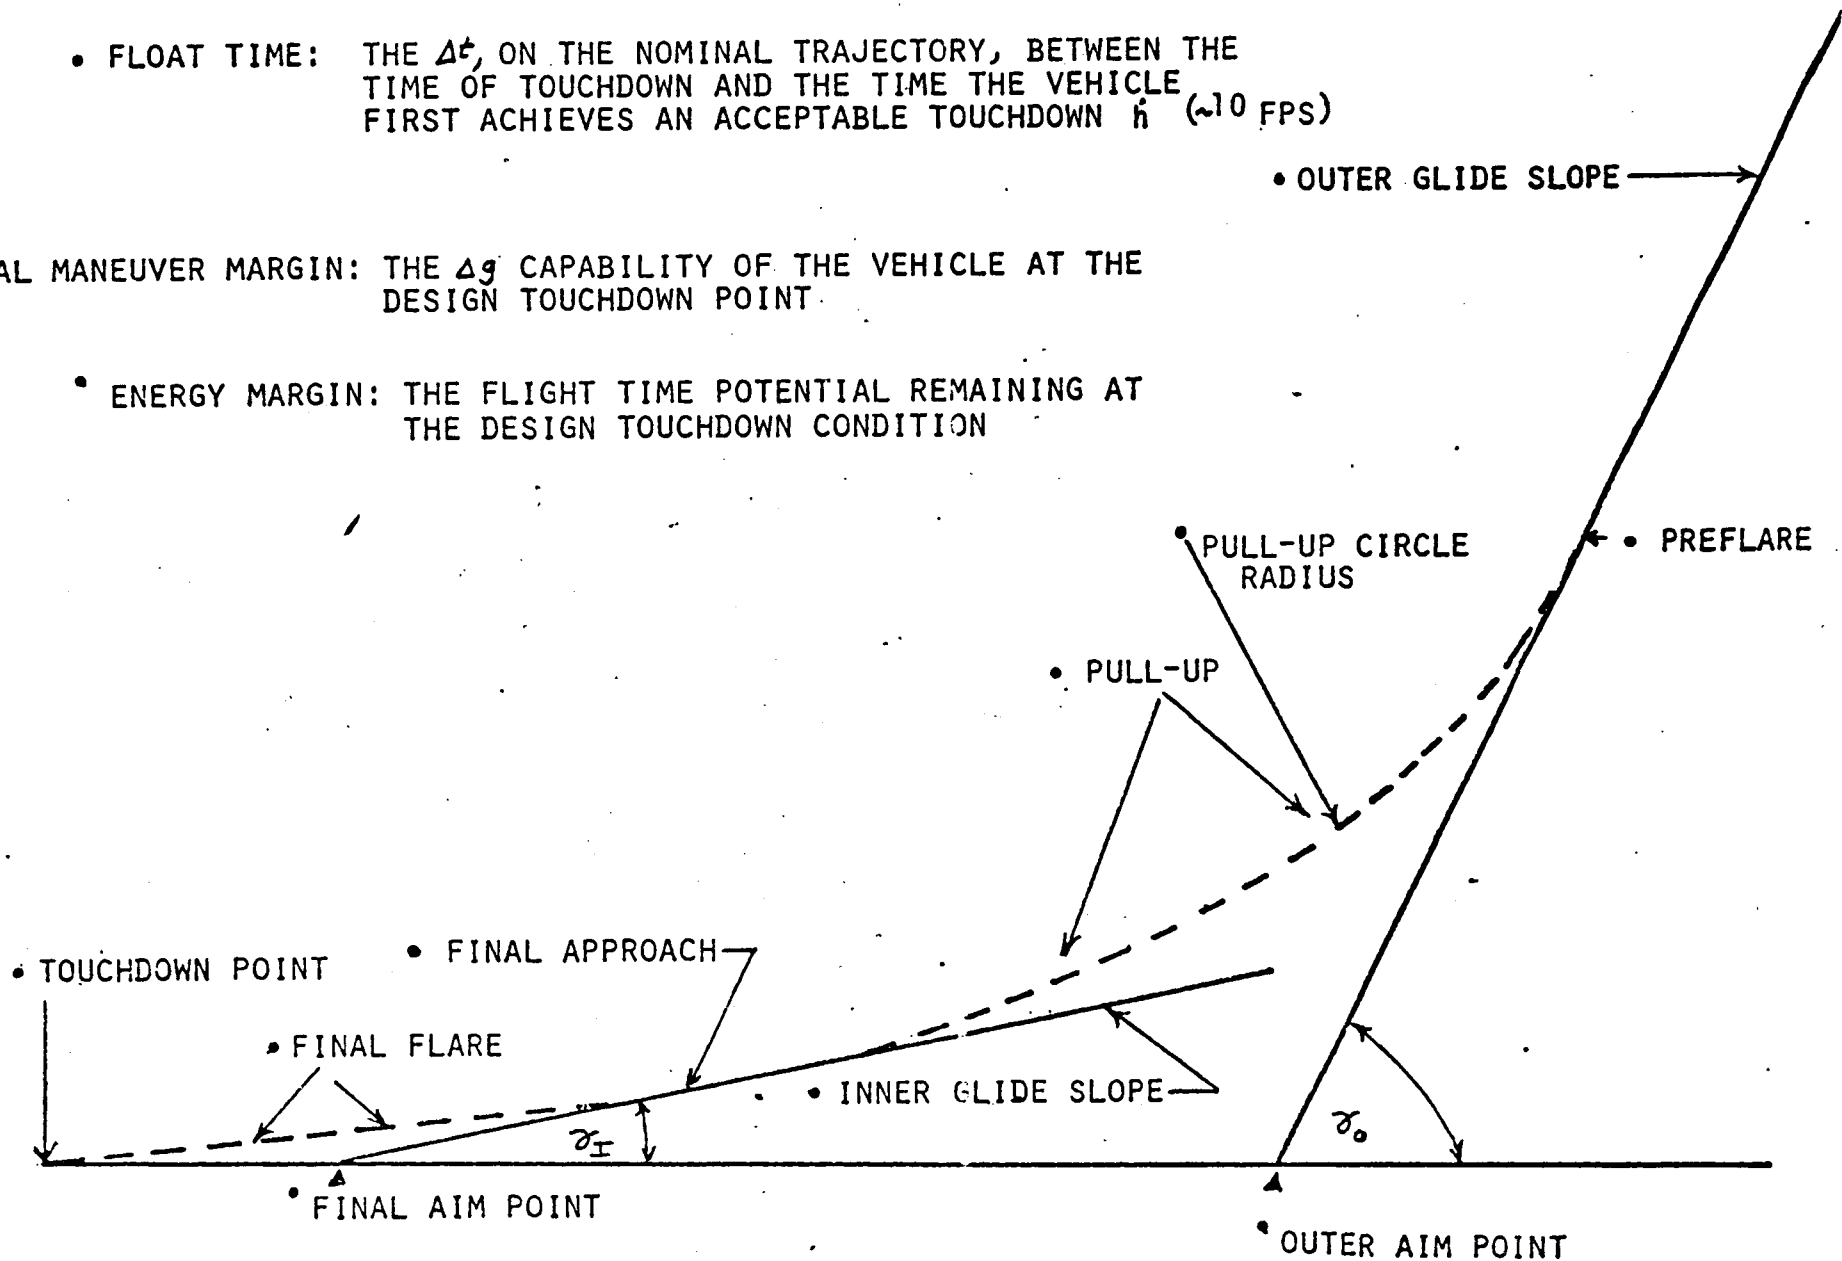 • FLOAT TIME: THE Δt, ON THE NOMINAL TRAJECTORY, BETWEEN THE
TIME OF TOUCHDOWN AND THE TIME THE VEHICLE
FIRST ACHIEVES AN ACCEPTABLE TOUCHDOWN ḣ (~10 FPS)
• OUTER GLIDE SLOPE
AL MANEUVER MARGIN: THE Δg CAPABILITY OF THE VEHICLE AT THE
DESIGN TOUCHDOWN POINT
• ENERGY MARGIN: THE FLIGHT TIME POTENTIAL REMAINING AT
THE DESIGN TOUCHDOWN CONDITION
• PULL-UP CIRCLE
RADIUS
• PREFLARE
• PULL-UP
• FINAL APPROACH
• TOUCHDOWN POINT
• FINAL FLARE
• INNER GLIDE SLOPE
γI
γo
• FINAL AIM POINT
• OUTER AIM POINT